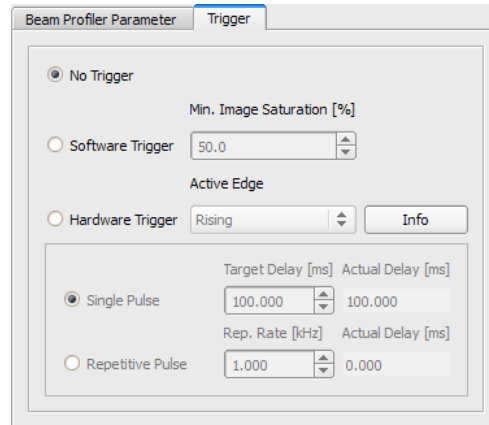 Beam Profiler Parameter Trigger
No Trigger
Min. Image Saturation [%]
Software Trigger 50.0
Active Edge
Hardware Trigger Rising Info
Target Delay [ms] Actual Delay [ms]
Single Pulse 100.000 100.000
Rep. Rate [kHz] Actual Delay [ms]
Repetitive Pulse 1.000 0.000